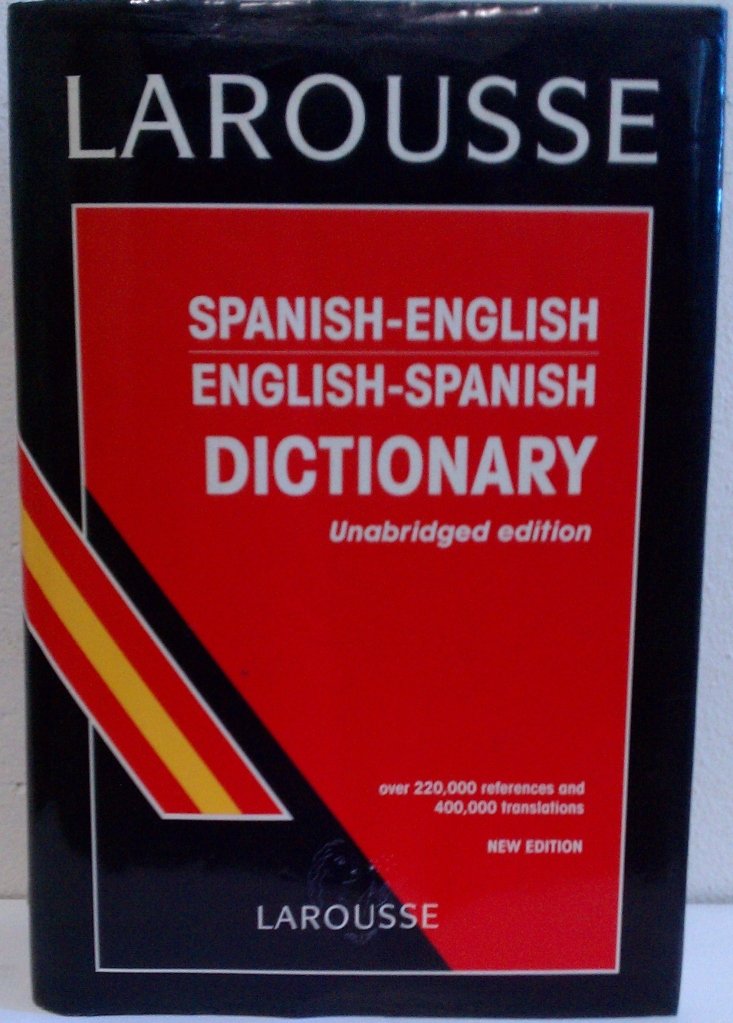 LAROUSSE
SPANISH-ENGLISH
ENGLISH-SPANISH
DICTIONARY
Unabridged edition
over 220,000 references and
400,000 translations
NEW EDITION
LAROUSSE